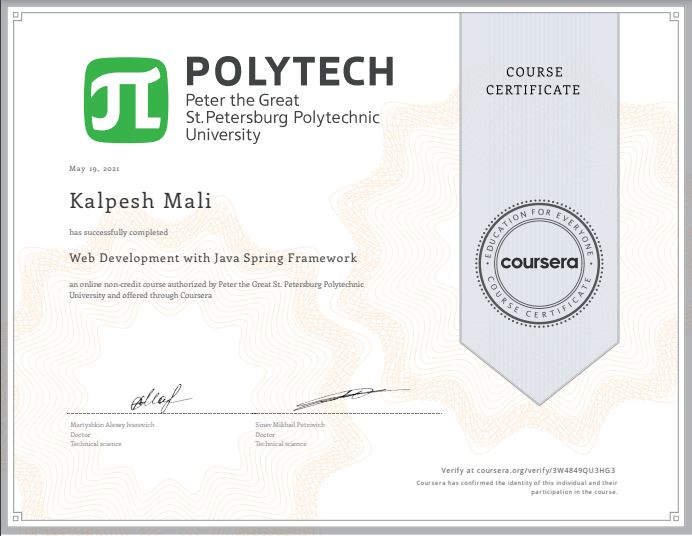 POLYTECH
Peter the Great
St.Petersburg Polytechnic
University
COURSE
CERTIFICATE
May 19, 2021
Kalpesh Mali
has successfully completed
Web Development with Java Spring Framework
an online non-credit course authorized by Peter the Great St. Petersburg Polytechnic
University and offered through Coursera
EDUCATION FOR EVERYONE
coursera
COURSE CERTIFICATE
Martyshkin Alexey Ivanovich
Doctor
Technical science
Sinev Mikhail Petrovich
Doctor
Technical science
Verify at coursera.org/verify/3W4849QU3HG3
Coursera has confirmed the identity of this individual and their
participation in the course.